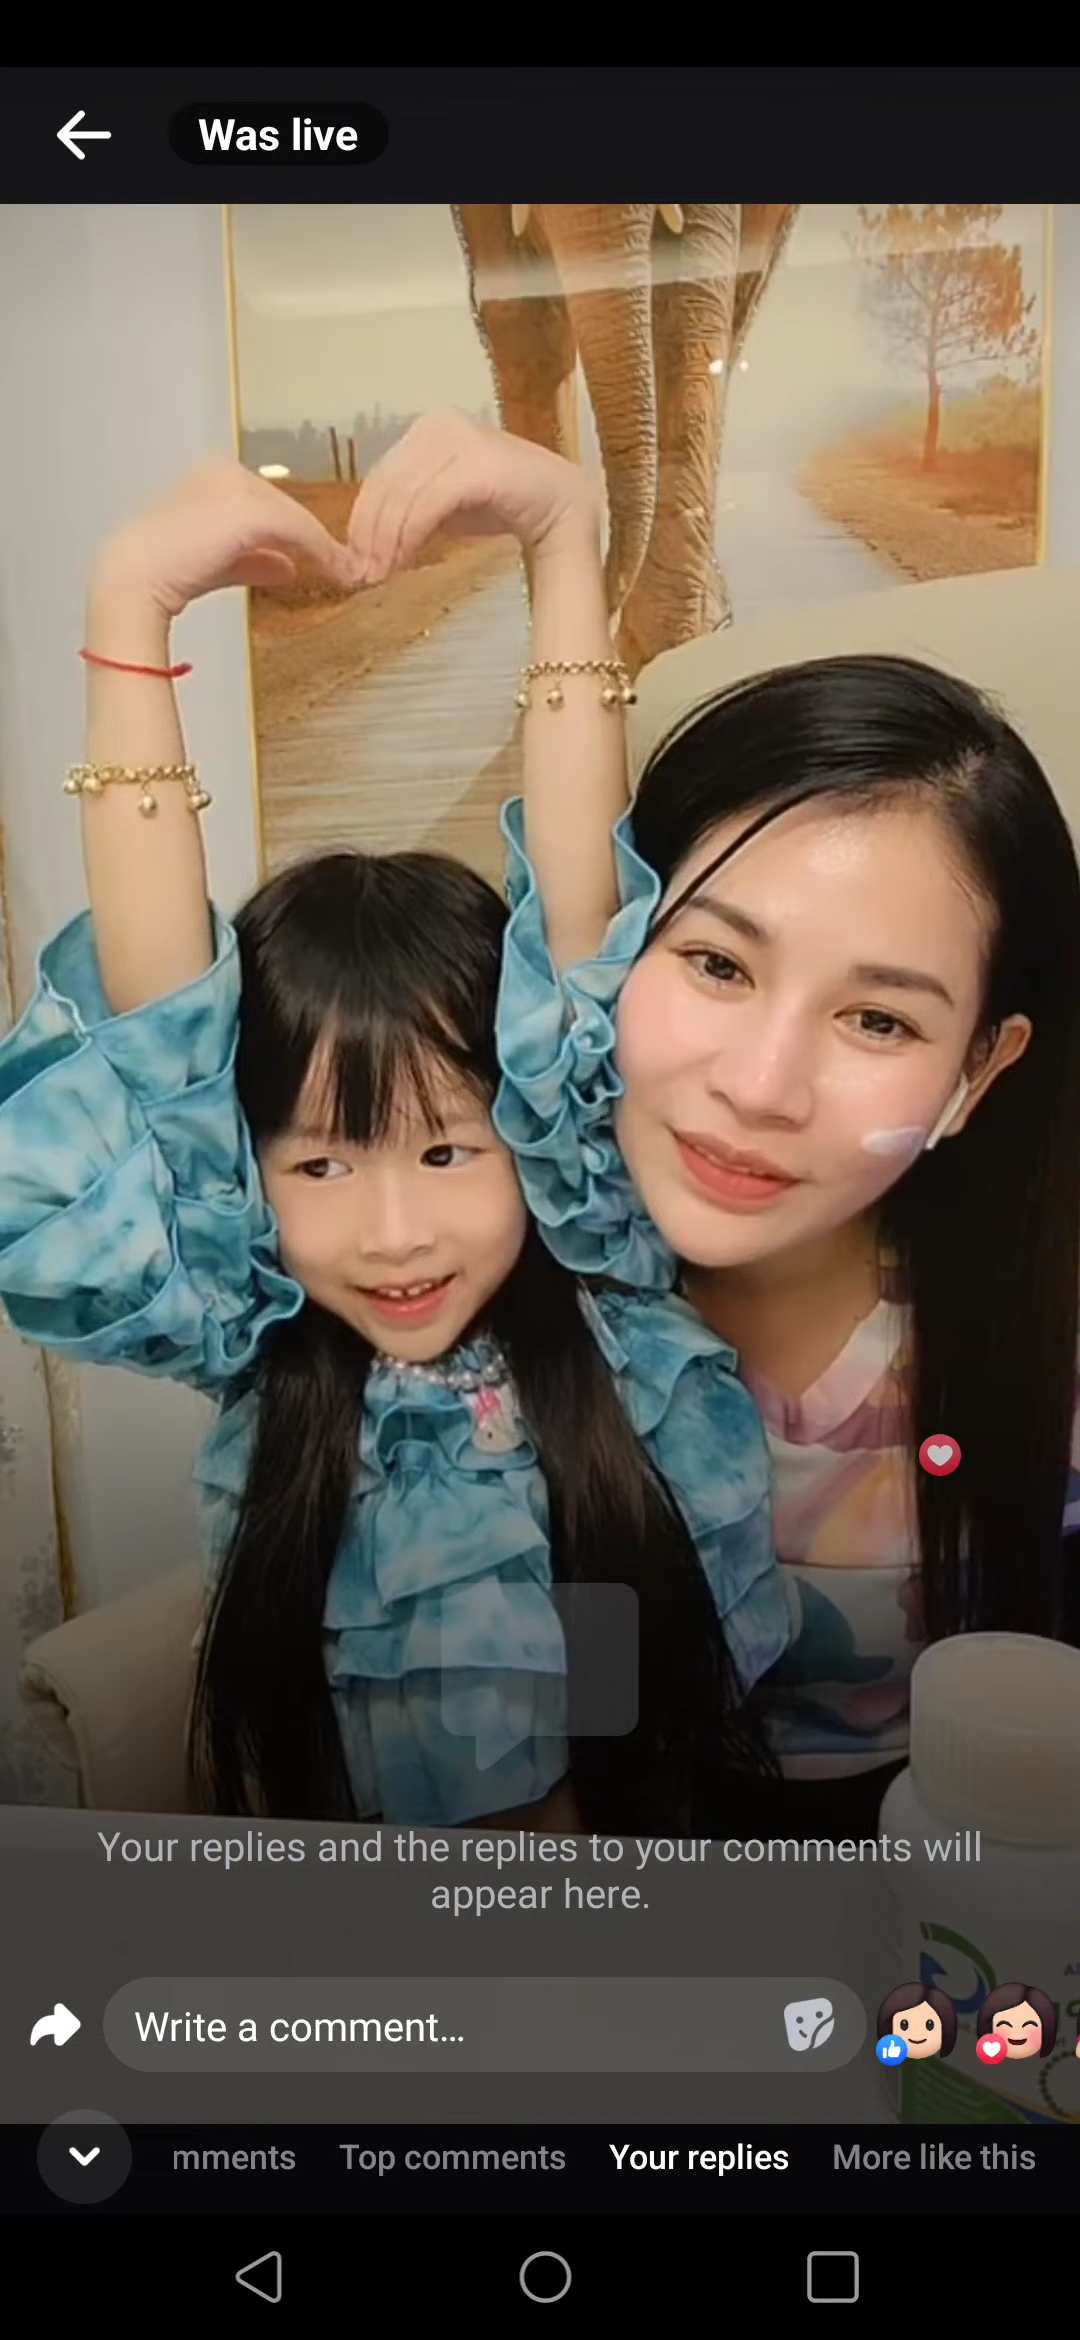 Was live
Your replies and the replies to your comments will
appear here.
Write a comment...
mments
Top comments
Your replies
More like this